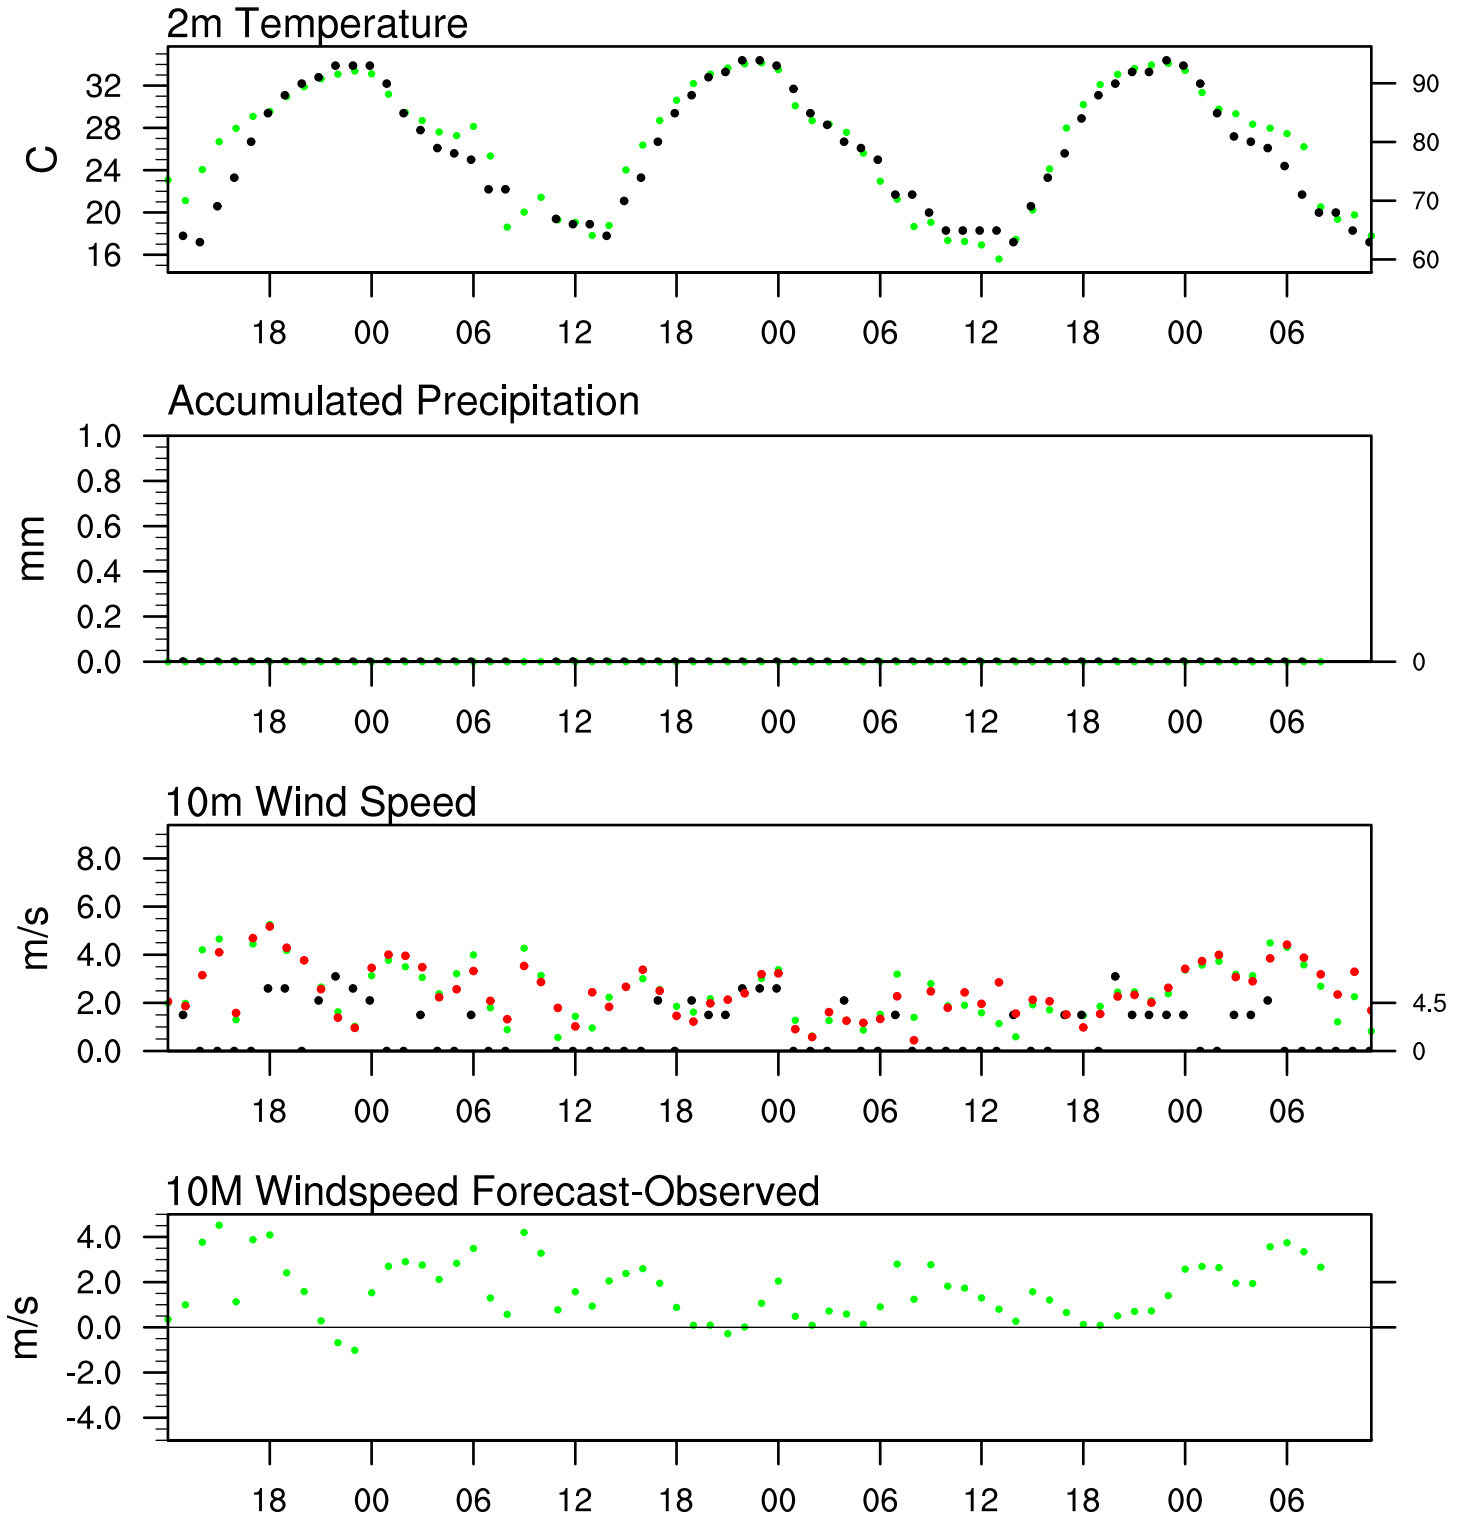 2m Temperature
C
32
28
24
20
16
90
80
70
60
18 00 06 12 18 00 06 12 18 00 06
Accumulated Precipitation
mm
1.0
0.8
0.6
0.4
0.2
0.0
0
18 00 06 12 18 00 06 12 18 00 06
10m Wind Speed
m/s
8.0
6.0
4.0
2.0
0.0
4.5
0
18 00 06 12 18 00 06 12 18 00 06
10M Windspeed Forecast-Observed
m/s
4.0
2.0
0.0
-2.0
-4.0
18 00 06 12 18 00 06 12 18 00 06